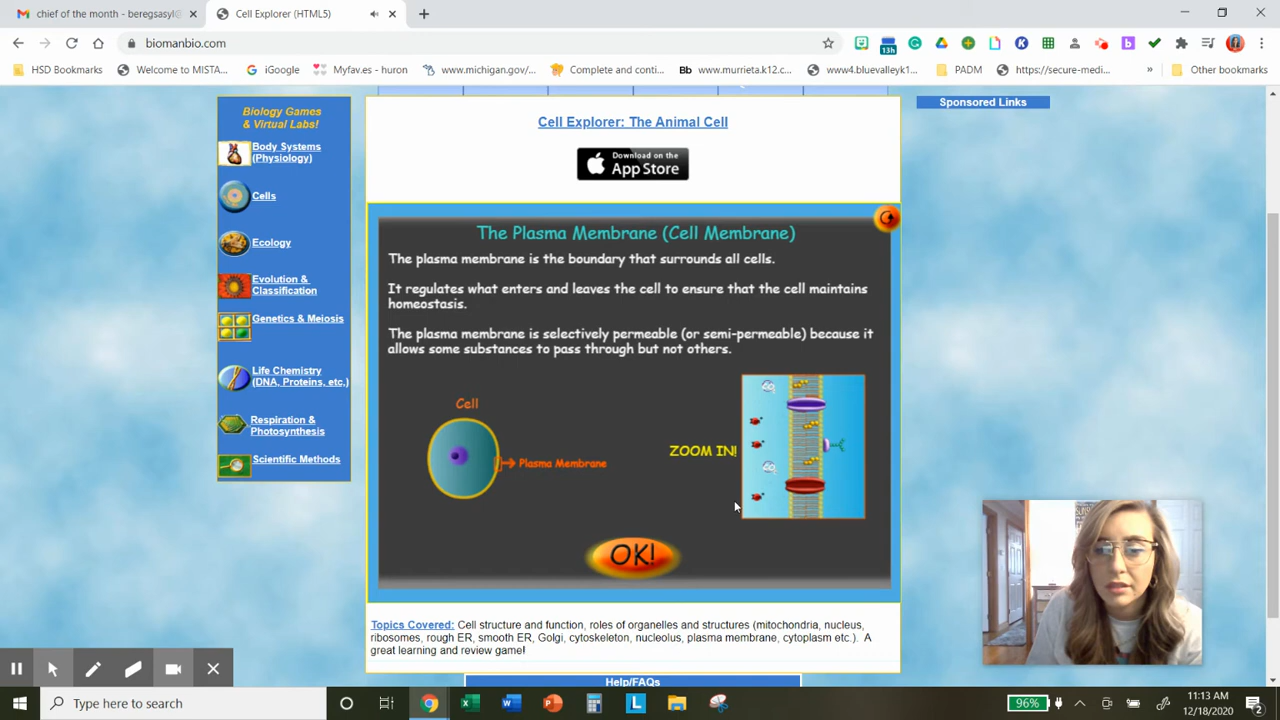 chief of the month - beregsasyl@
Cell Explorer (HTML5)
biomanbio.com
13h
HSD Bookmarks
Welcome to MISTA...
iGoogle
Myfav.es - huron
www.michigan.gov/...
Complete and conti...
Bb www.murrieta.k12.c...
www4.bluevalleyk1...
PADM
https://secure-medi...
»
Other bookmarks
Biology Games
& Virtual Labs!
Body Systems
(Physiology)
Cells
Ecology
Evolution &
Classification
Genetics & Meiosis
Life Chemistry
(DNA, Proteins, etc,)
Respiration &
Photosynthesis
Scientific Methods
Cell Explorer: The Animal Cell
Download on the
App Store
Sponsored Links
The Plasma Membrane (Cell Membrane)
The plasma membrane is the boundary that surrounds all cells.
It regulates what enters and leaves the cell to ensure that the cell maintains
homeostasis.
The plasma membrane is selectively permeable (or semi-permeable) because it
allows some substances to pass through but not others.
Cell
Plasma Membrane
ZOOM IN!
OK!
Topics Covered: Cell structure and function, roles of organelles and structures (mitochondria, nucleus,
ribosomes, rough ER, smooth ER, Golgi, cytoskeleton, nucleolus, plasma membrane, cytoplasm etc.). A
great learning and review game!
Help/FAQs
Type here to search
96%
11:13 AM
12/18/2020
2